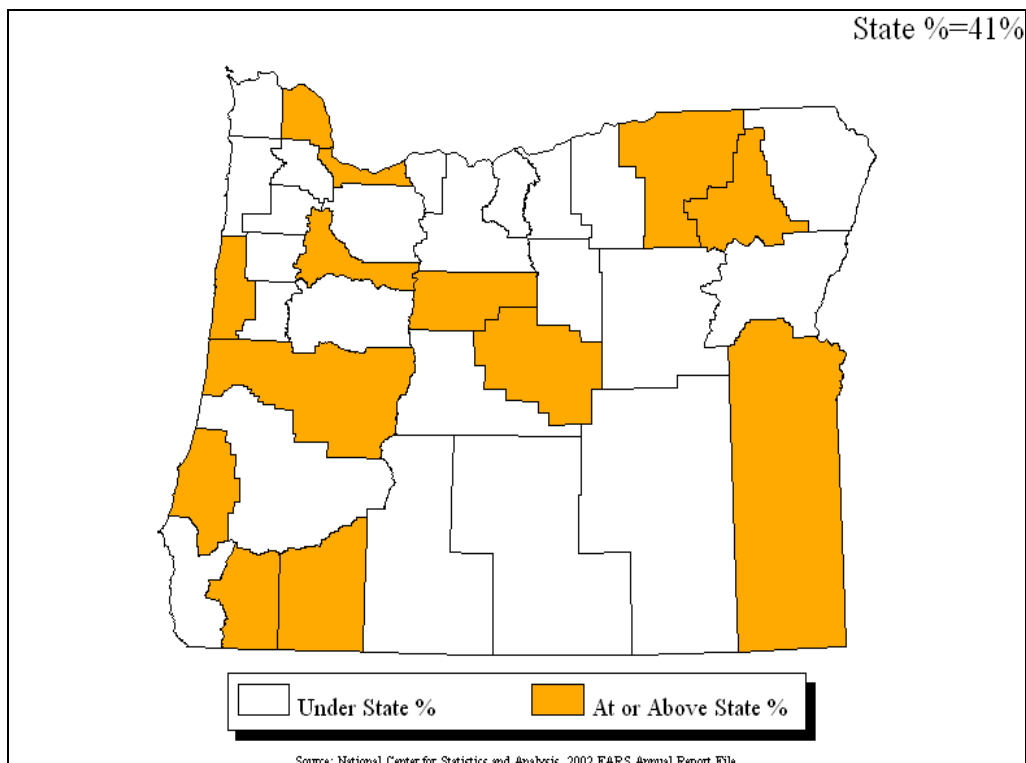 State %=41%
Under State %
At or Above State %
Source: National Center for Statistics and Analysis, 2002 FARS Annual Report File